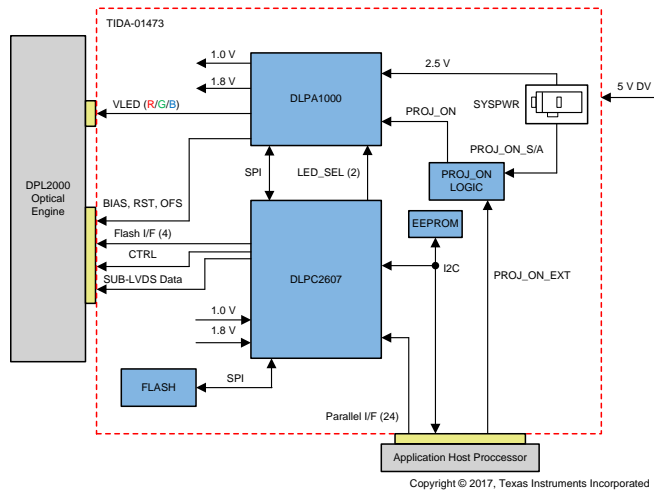 TIDA-01473
1.0 V
1.8 V
VLED (R/G/B)
DLPA1000
2.5 V
PROJ_ON
SYSPWR
5 V DV
PROJ_ON_S/A
PROJ_ON
LOGIC
SPI
LED_SEL (2)
DPL2000
Optical
Engine
BIAS, RST, OFS
Flash I/F (4)
CTRL
SUB-LVDS Data
DLPC2607
EEPROM
I2C
PROJ_ON_EXT
1.0 V
1.8 V
FLASH
SPI
Parallel I/F (24)
Application Host Proccessor
Copyright © 2017, Texas Instruments Incorporated